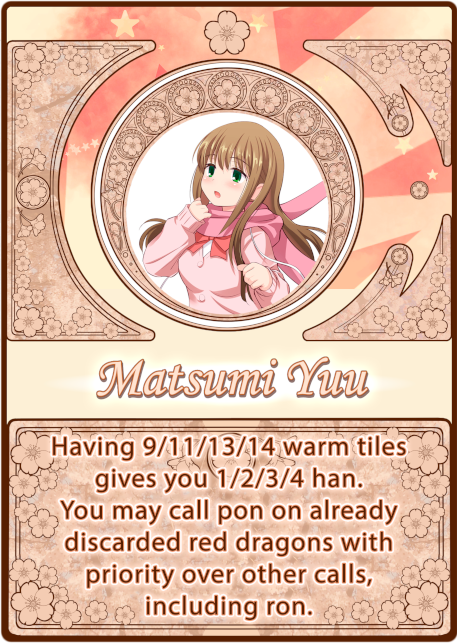 Matsumi Yuu
Having 9/11/13/14 warm tiles
gives you 1/2/3/4 han.
You may call pon on already
discarded red dragons with
priority over other calls,
including ron.